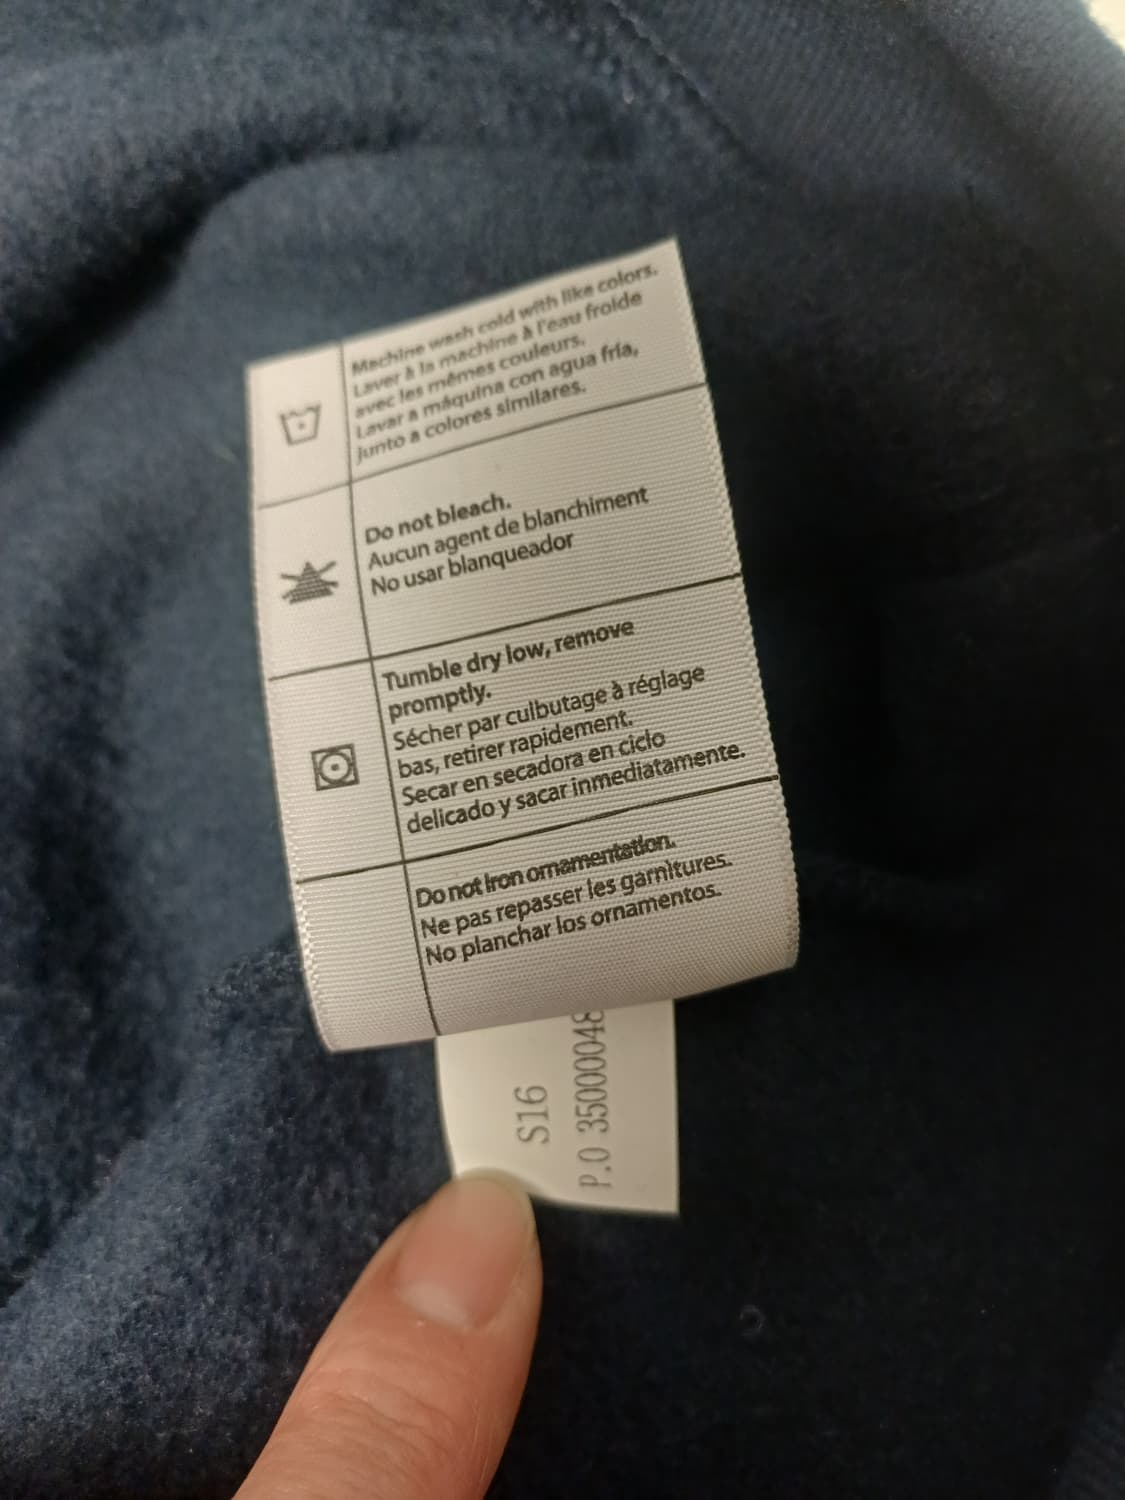 Machine wash cold with like colors.
Laver à la machine à l'eau froide
avec les mêmes couleurs.
Lavar a máquina con agua fría,
junto a colores similares.
Do not bleach.
Aucun agent de blanchiment
No usar blanqueador
Tumble dry low, remove
promptly.
Sécher par culbutage à réglage
bas, retirer rapidement.
Secar en secadora en ciclo
delicado y sacar inmediatamente.
Do not iron ornamentation.
Ne pas repasser les garnitures.
No planchar los ornamentos.
S16
P.O 35000048